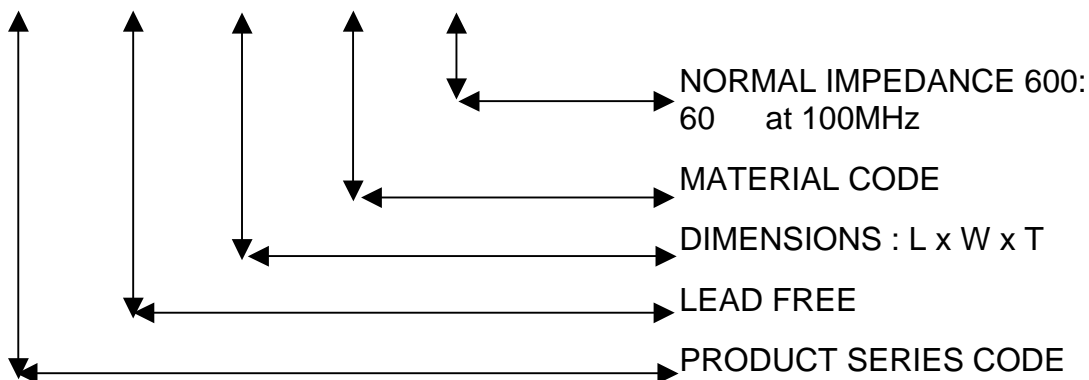 NORMAL IMPEDANCE 600:
60 at 100MHz
MATERIAL CODE
DIMENSIONS : L x W x T
LEAD FREE
PRODUCT SERIES CODE